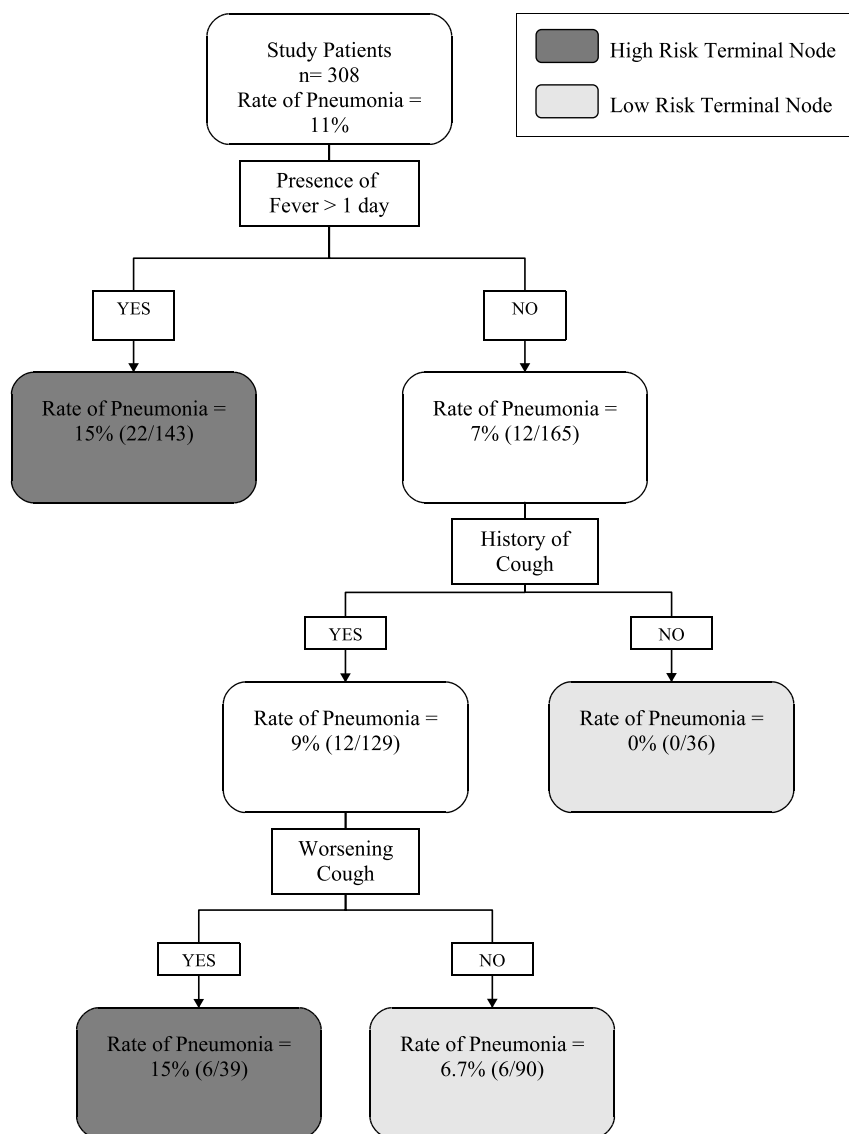 Study Patients
n= 308
Rate of Pneumonia =
11%
High Risk Terminal Node
Low Risk Terminal Node
Presence of
Fever > 1 day
YES
NO
Rate of Pneumonia =
15% (22/143)
Rate of Pneumonia =
7% (12/165)
History of
Cough
YES
NO
Rate of Pneumonia =
9% (12/129)
Rate of Pneumonia =
0% (0/36)
Worsening
Cough
YES
NO
Rate of Pneumonia =
15% (6/39)
Rate of Pneumonia =
6.7% (6/90)